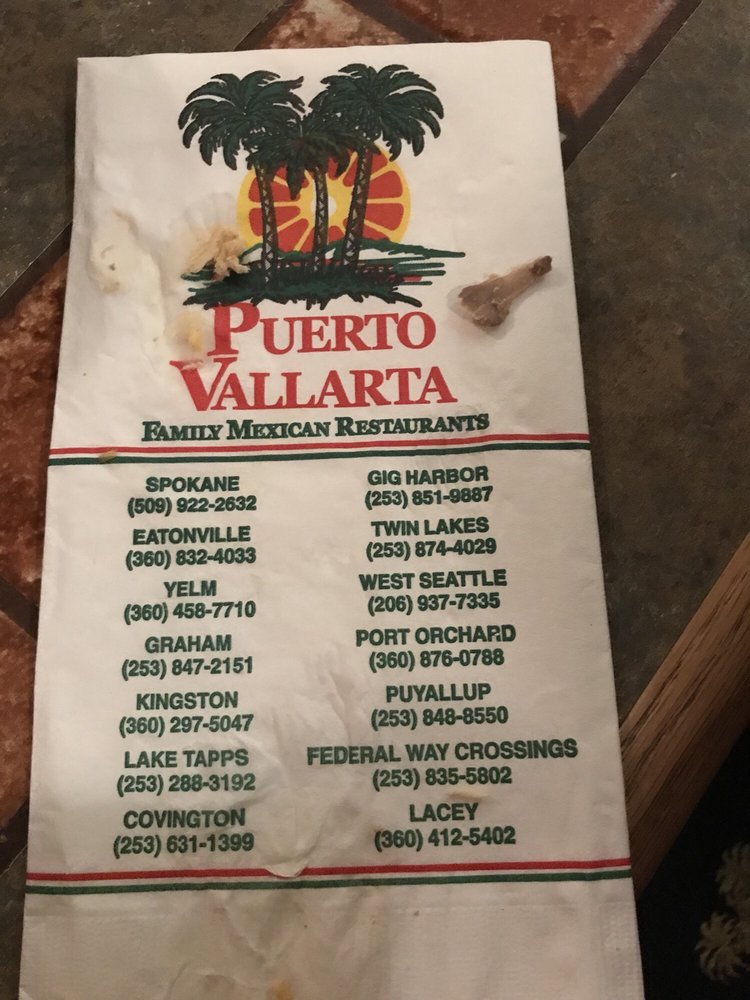 PUERTO
VALLARTA
FAMILY MEXICAN RESTAURANTS
SPOKANE
(509) 922-2632
EATONVILLE
(360) 832-4033
YELM
(360) 458-7710
GRAHAM
(253) 847-2151
KINGSTON
(360) 297-5047
LAKE TAPPS
(253) 288-3192
COVINGTON
(253) 631-1399
GIG HARBOR
(253) 851-9887
TWIN LAKES
(253) 874-4029
WEST SEATTLE
(206) 937-7335
PORT ORCHARD
(360) 876-0788
PUYALLUP
(253) 848-8550
FEDERAL WAY CROSSINGS
(253) 835-5802
LACEY
(360) 412-5402